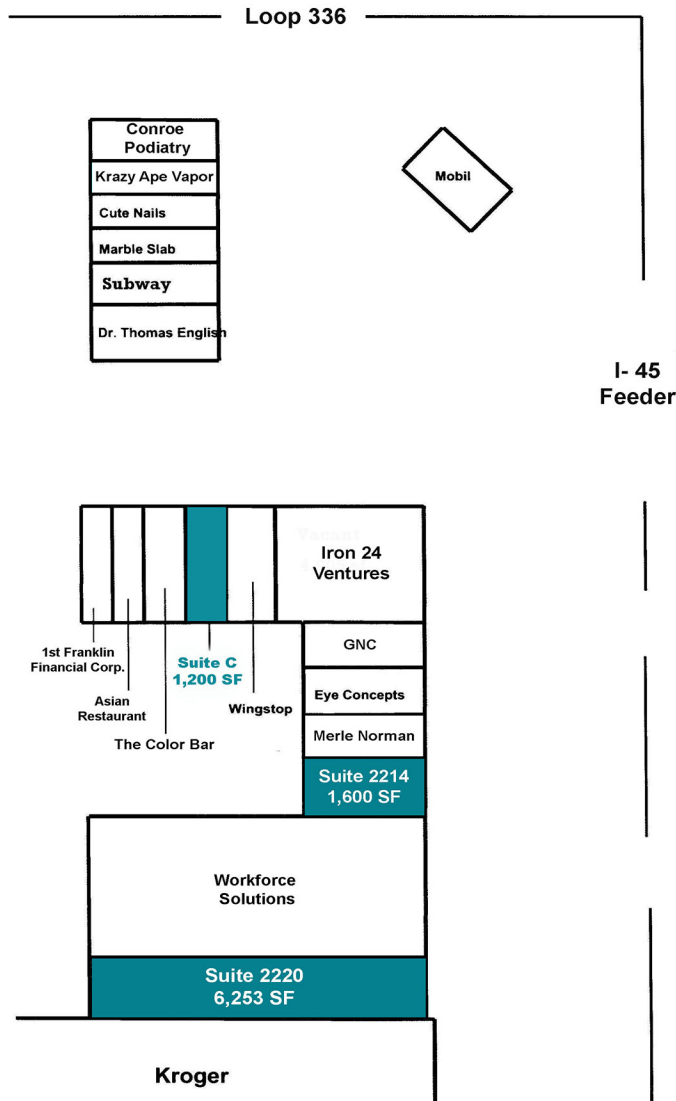 Loop 336
Conroe
Podiatry
Krazy Ape Vapor
Cute Nails
Marble Slab
Subway
Dr. Thomas English
Mobil
I- 45
Feeder
Iron 24
Ventures
1st Franklin
Financial Corp.
Asian
Restaurant
The Color Bar
Suite C
1,200 SF
Wingstop
GNC
Eye Concepts
Merle Norman
Suite 2214
1,600 SF
Workforce
Solutions
Suite 2220
6,253 SF
Kroger